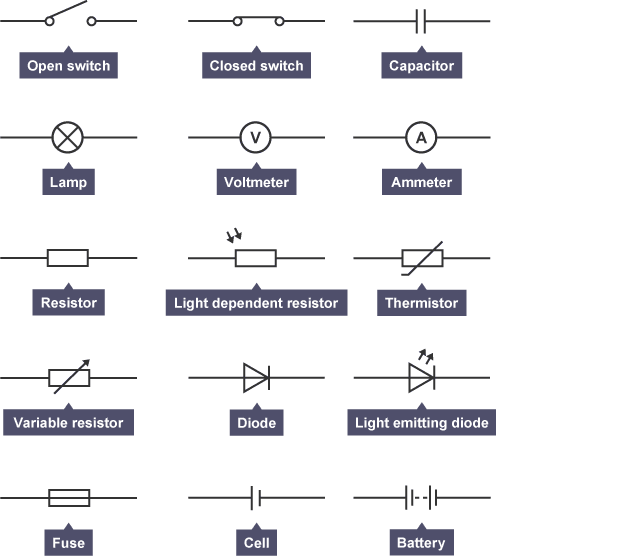 Open switch
Closed switch
Capacitor
V
A
Lamp
Voltmeter
Ammeter
Resistor
Light dependent resistor
Thermistor
Variable resistor
Diode
Light emitting diode
Fuse
Cell
Battery